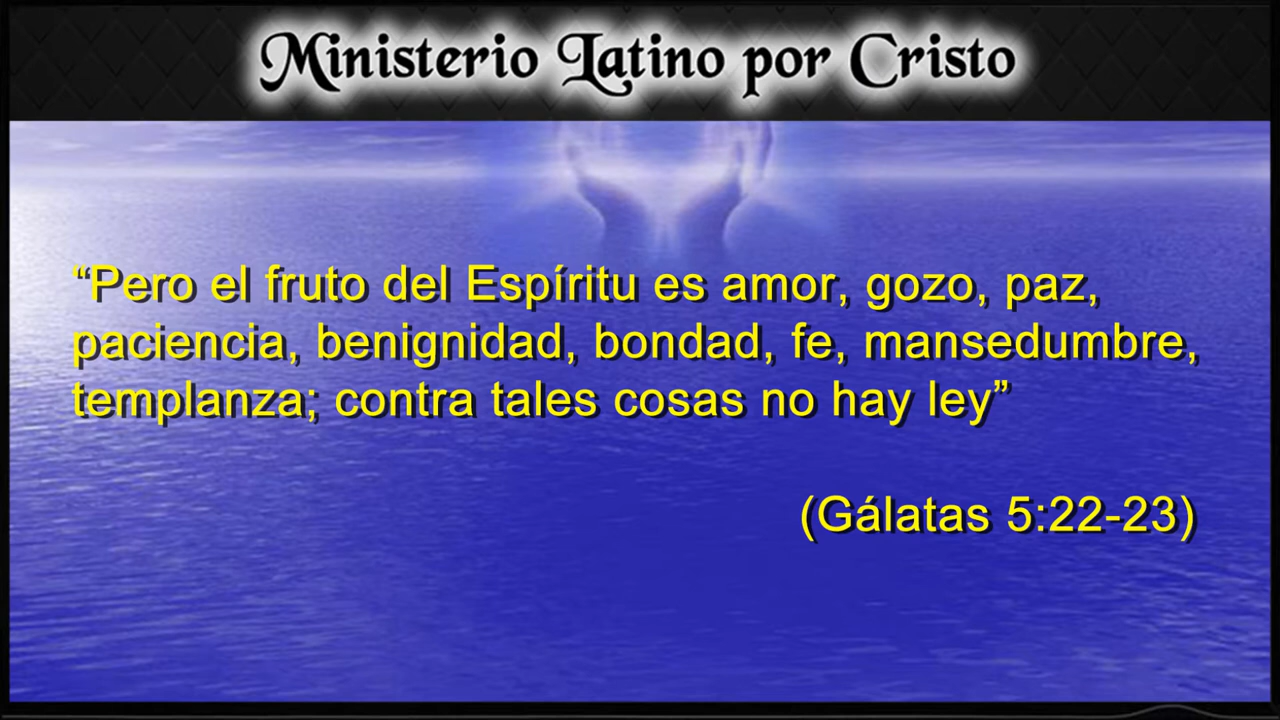 Ministerio Latino por Cristo
“Pero el fruto del Espíritu es amor, gozo, paz,
paciencia, benignidad, bondad, fe, mansedumbre,
templanza; contra tales cosas no hay ley”
(Gálatas 5:22-23)